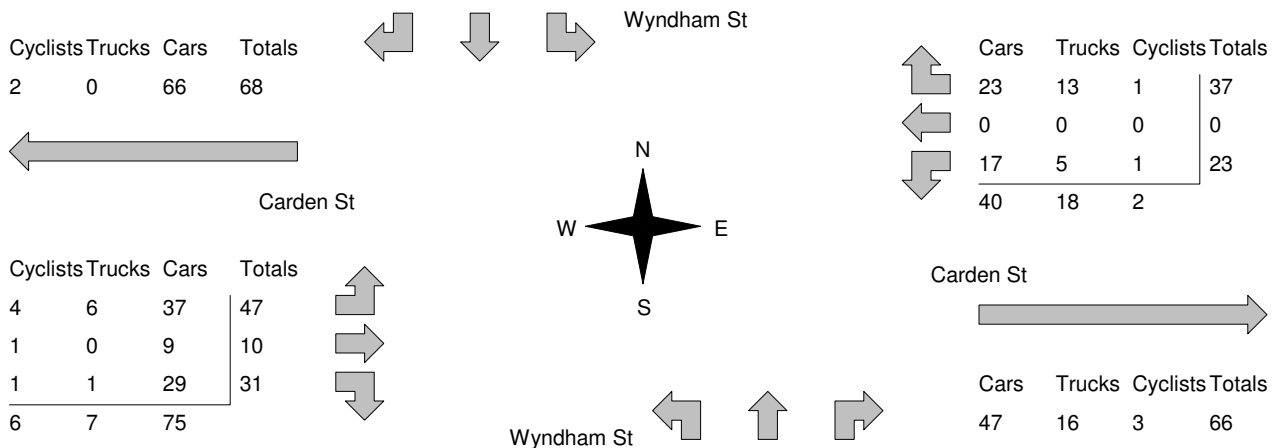 Wyndham St
Cyclists Trucks Cars Totals
2 0 66 68
Carden St
Cars Trucks Cyclists Totals
23 13 1 37
0 0 0 0
17 5 1 23
40 18 2
N
W E
S
Cyclists Trucks Cars Totals
4 6 37 47
1 0 9 10
1 1 29 31
6 7 75
Carden St
Cars Trucks Cyclists Totals
47 16 3 66
Wyndham St